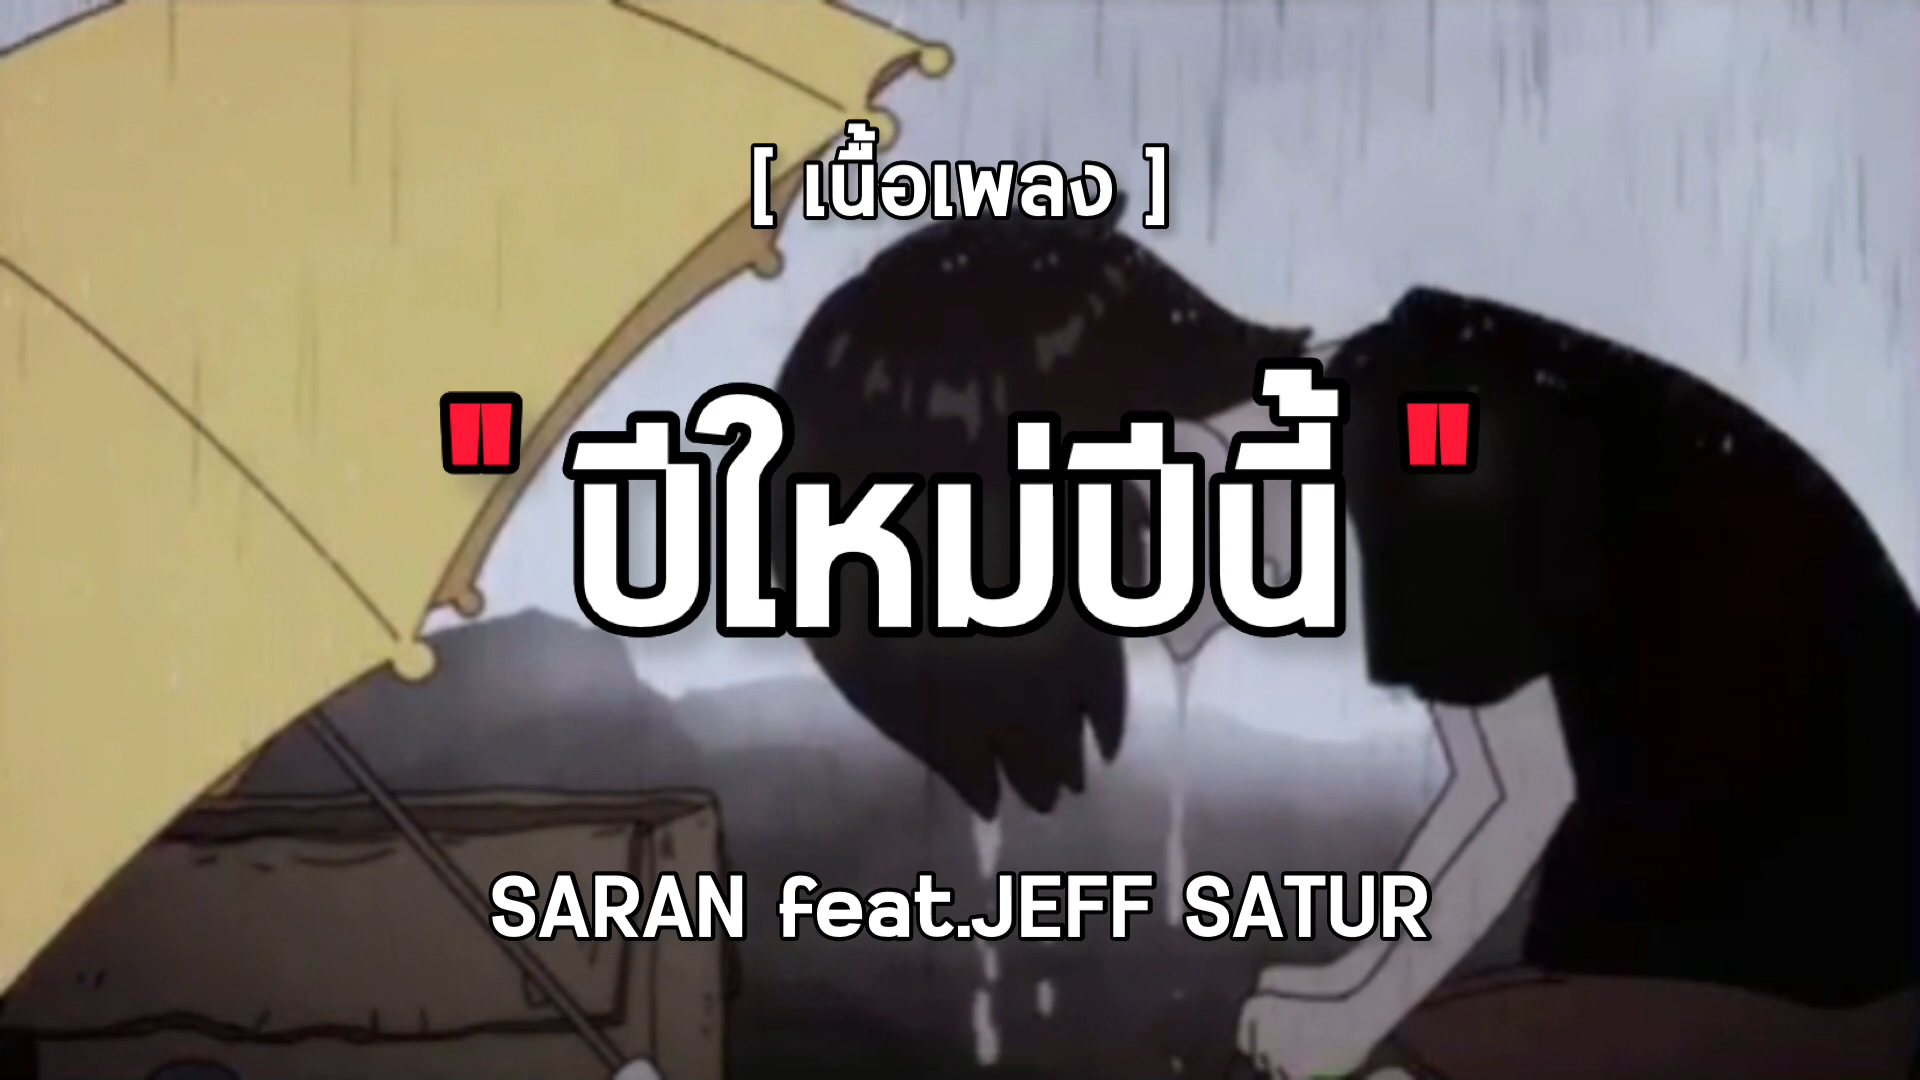 [ เนื้อเพลง ]
" ปีใหม่ปีนี้ "
SARAN feat.JEFF SATUR